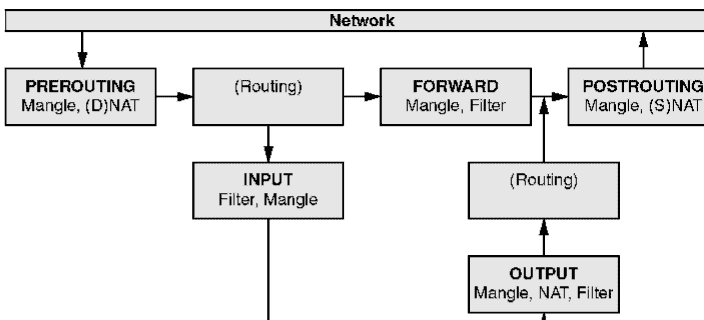 Network
PREROUTING
Mangle, (D)NAT
(Routing)
FORWARD
Mangle, Filter
POSTROUTING
Mangle, (S)NAT
INPUT
Filter, Mangle
(Routing)
OUTPUT
Mangle, NAT, Filter